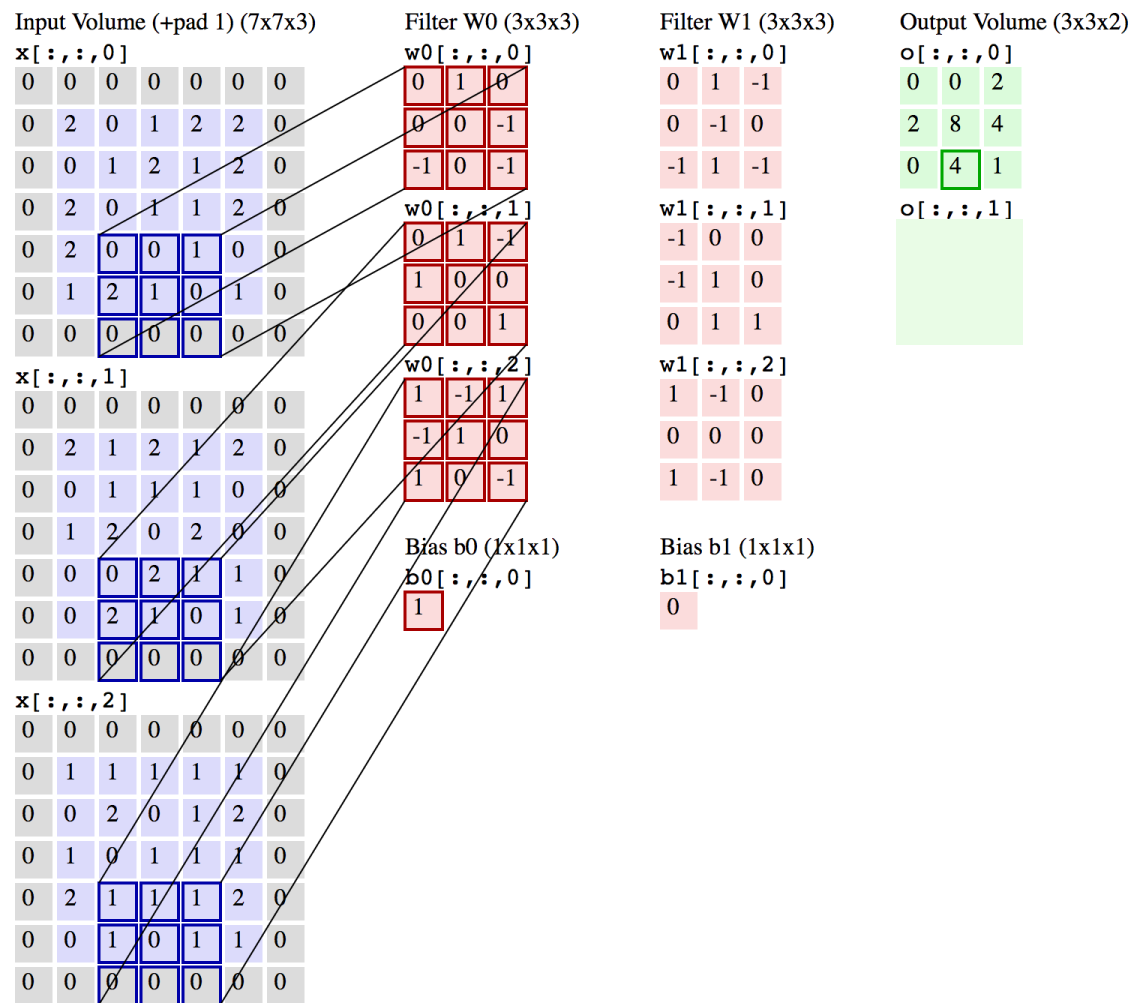 Input Volume (+pad 1) (7x7x3)
x[:,:,0]
0 0 0 0 0 0 0
0 2 0 1 2 2 0
0 0 1 2 1 2 0
0 2 0 1 1 2 0
0 2 0 0 1 0 0
0 1 2 1 0 1 0
0 0 0 0 0 0 0
x[:,:,1]
0 0 0 0 0 0 0
0 2 1 2 1 2 0
0 0 1 1 1 0 0
0 1 2 0 2 0 0
0 0 0 2 1 1 0
0 0 2 1 0 1 0
0 0 0 0 0 0 0
x[:,:,2]
0 0 0 0 0 0 0
0 1 1 1 1 1 0
0 0 2 0 1 2 0
0 1 0 1 1 1 0
0 2 1 1 1 2 0
0 0 1 0 1 1 0
0 0 0 0 0 0 0
Filter W0 (3x3x3)
w0[:,:,0]
0 1 0
0 0 -1
-1 0 -1
w0[:,:,1]
0 1 -1
1 0 0
0 0 1
w0[:,:,2]
1 -1 1
-1 1 0
1 0 -1
Bias b0 (1x1x1)
b0[:,:,0]
1
Filter W1 (3x3x3)
w1[:,:,0]
0 1 -1
0 -1 0
-1 1 -1
w1[:,:,1]
-1 0 0
-1 1 0
0 1 1
w1[:,:,2]
1 -1 0
0 0 0
1 -1 0
Bias b1 (1x1x1)
b1[:,:,0]
0
Output Volume (3x3x2)
o[:,:,0]
0 0 2
2 8 4
0 4 1
o[:,:,1]